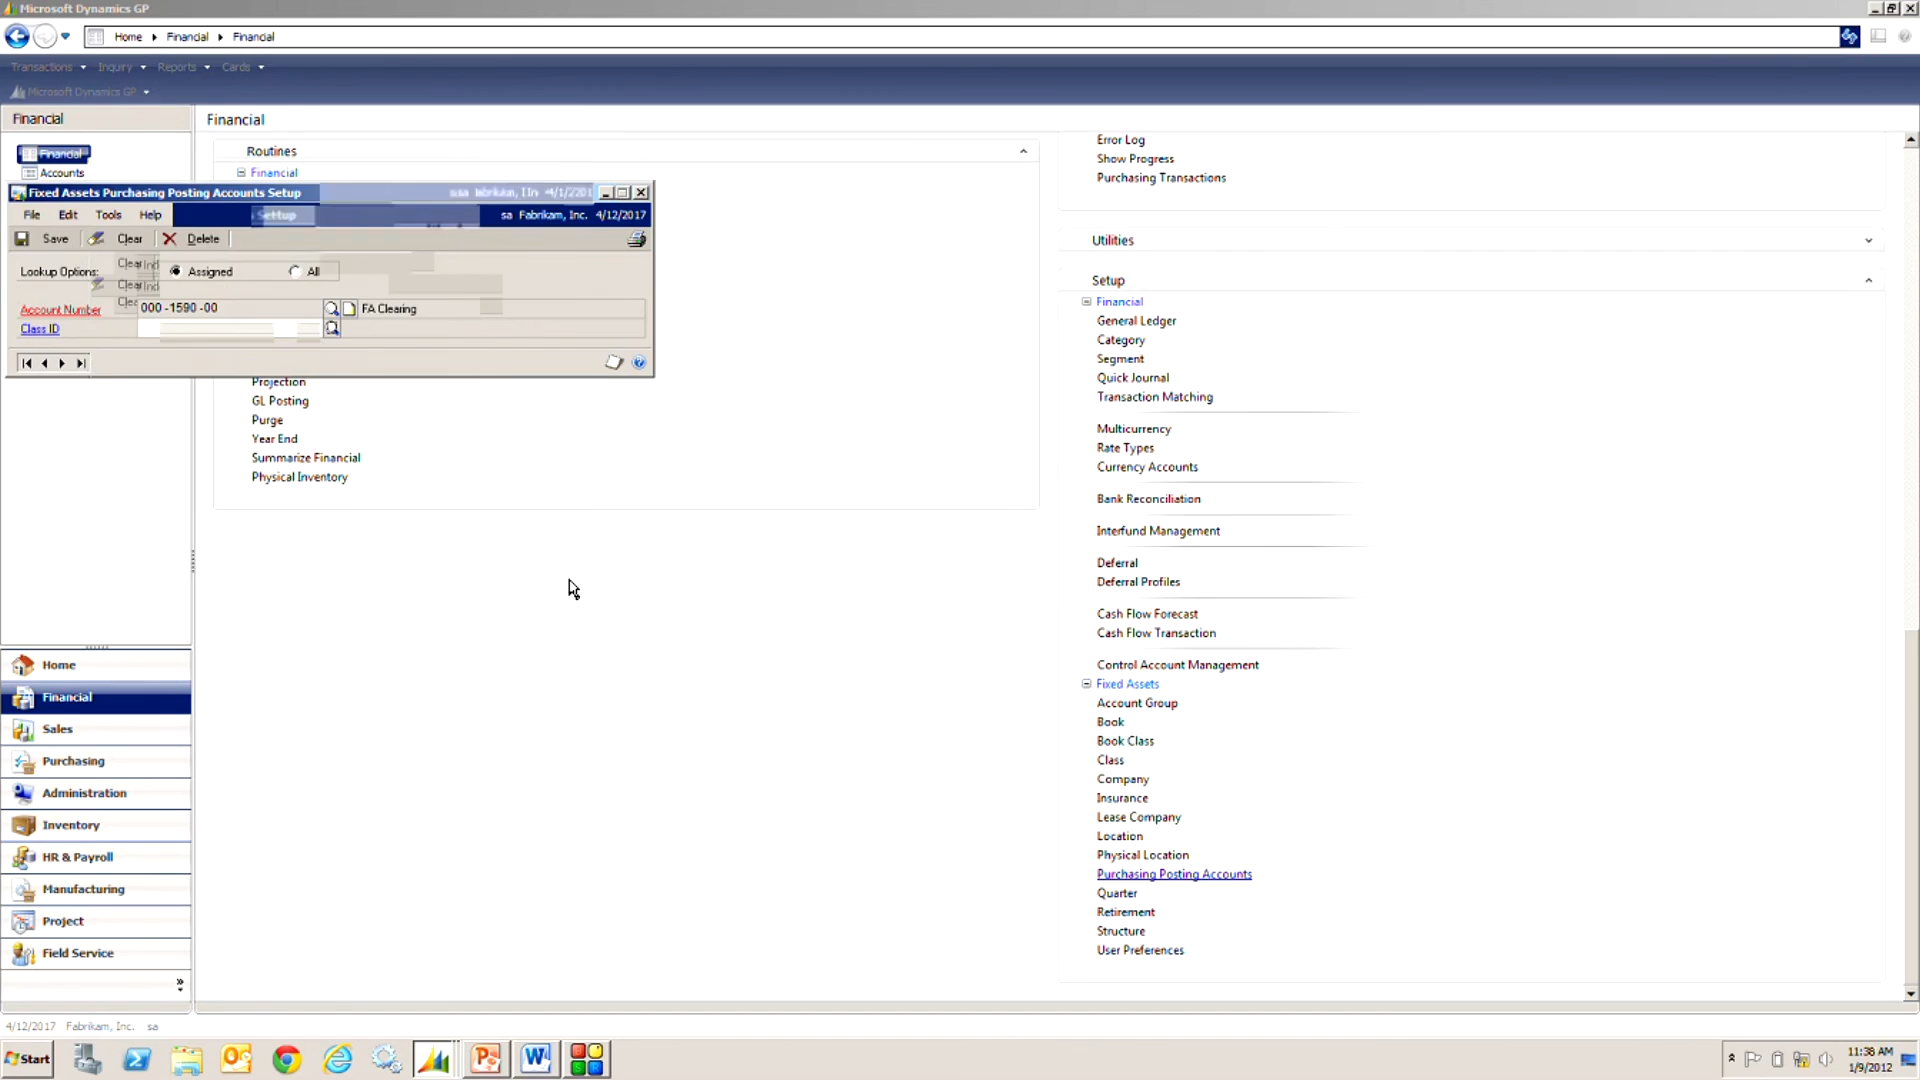 Microsoft Dynamics GP
Home Financial Financial
Transactions Inquiry Reports Cards
Microsoft Dynamics GP
Financial
Financial
Accounts
Financial
Routines
Financial
Fixed Assets Purchasing Posting Accounts Setup
File Edit Tools Help
sa Fabrikam, Inc. 4/12/2017
Save Clear Delete
Lookup Options: Assigned All
Account Number 000 -1590 -00 FA Clearing
Class ID
Projection
GL Posting
Purge
Year End
Summarize Financial
Physical Inventory
Error Log
Show Progress
Purchasing Transactions
Utilities
Setup
Financial
General Ledger
Category
Segment
Quick Journal
Transaction Matching
Multicurrency
Rate Types
Currency Accounts
Bank Reconciliation
Interfund Management
Deferral
Deferral Profiles
Cash Flow Forecast
Cash Flow Transaction
Control Account Management
Fixed Assets
Account Group
Book
Book Class
Class
Company
Insurance
Lease Company
Location
Physical Location
Purchasing Posting Accounts
Quarter
Retirement
Structure
User Preferences
Home
Financial
Sales
Purchasing
Administration
Inventory
HR & Payroll
Manufacturing
Project
Field Service
4/12/2017 Fabrikam, Inc. sa
Start
11:38 AM
1/9/2012